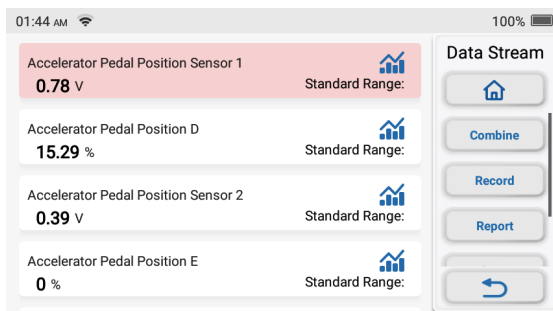 01:44 AM
100%
Data Stream
Accelerator Pedal Position Sensor 1
0.78 V
Standard Range:
Accelerator Pedal Position D
15.29 %
Standard Range:
Combine
Accelerator Pedal Position Sensor 2
0.39 V
Standard Range:
Record
Report
Accelerator Pedal Position E
0 %
Standard Range: